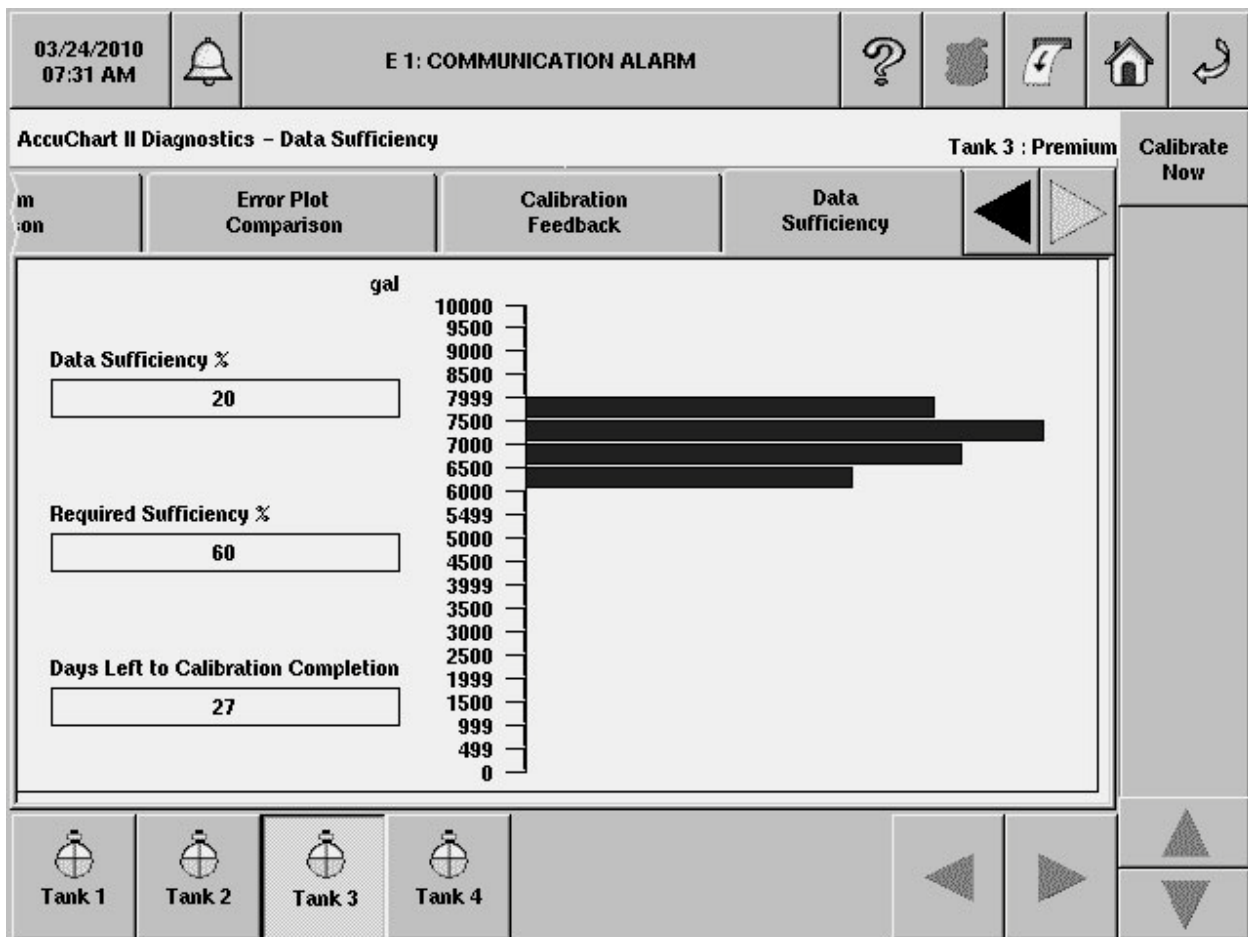 03/24/2010
07:31 AM
E 1: COMMUNICATION ALARM
AccuChart II Diagnostics – Data Sufficiency
Tank 3 : Premium
Calibrate
Now
m
on
Error Plot
Comparison
Calibration
Feedback
Data
Sufficiency
gal
10000
9500
9000
8500
7999
7500
7000
6500
6000
5499
5000
4500
3999
3500
3000
2500
1999
1500
999
499
0
Data Sufficiency %
20
Required Sufficiency %
60
Days Left to Calibration Completion
27
Tank 1
Tank 2
Tank 3
Tank 4